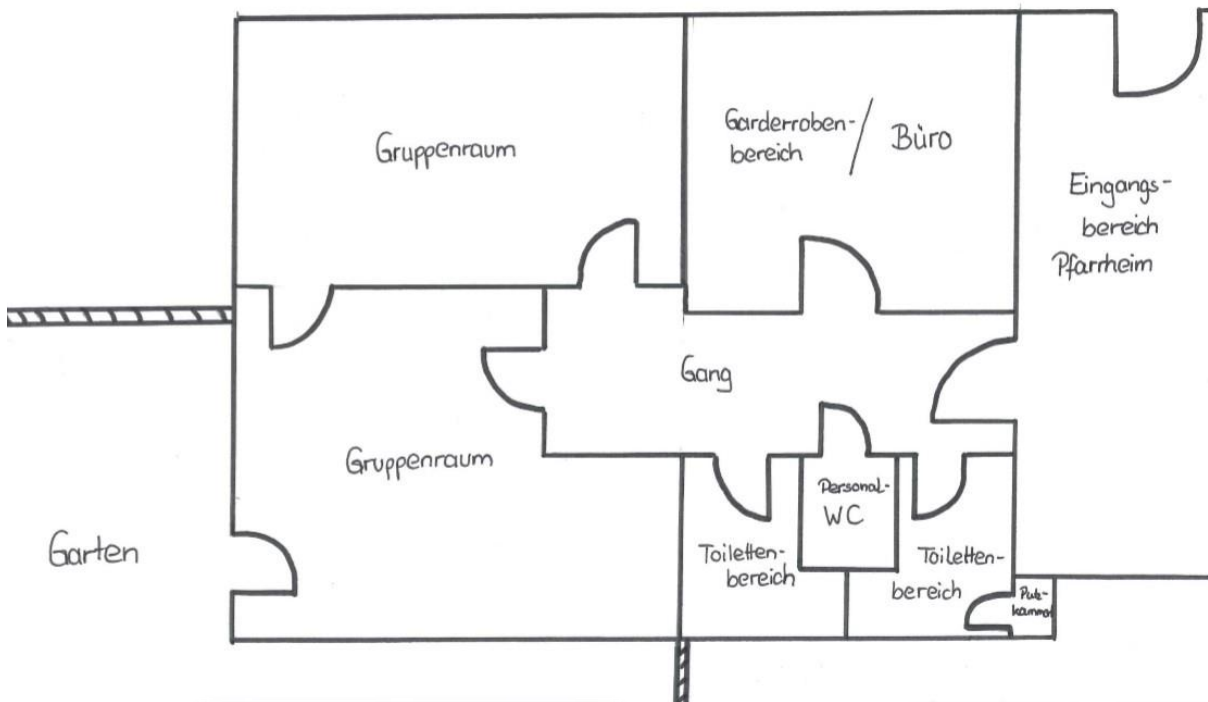 Gruppenraum
Garderroben-
bereich
/ Büro
Eingangs-
bereich
Pfarrheim
Gang
Gruppenraum
Garten
Toiletten-
bereich
Personal-
WC
Toiletten-
bereich
Putz-
kammer